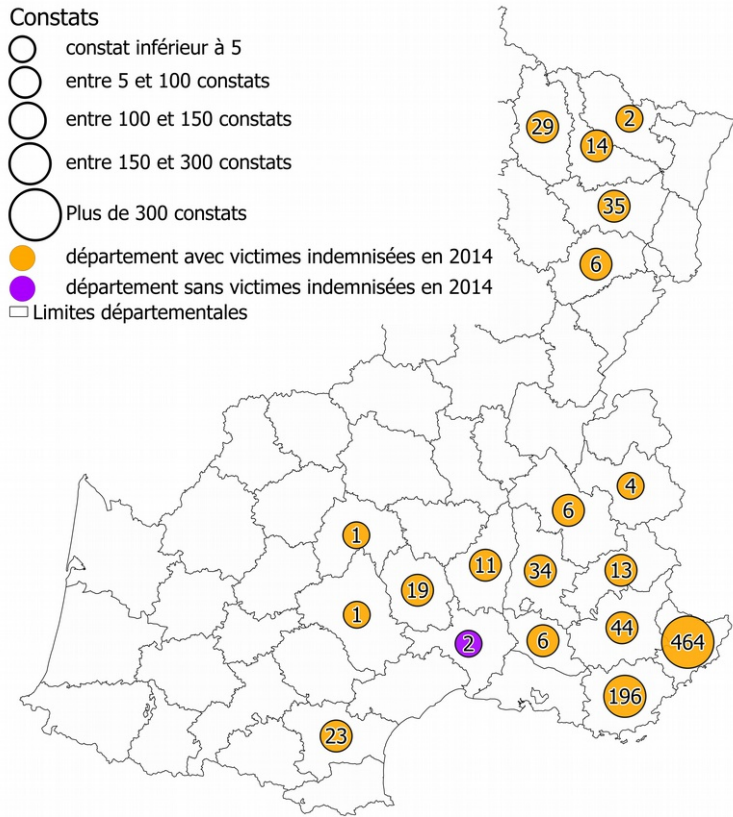 Constats
constat inférieur à 5
entre 5 et 100 constats
entre 100 et 150 constats
entre 150 et 300 constats
Plus de 300 constats
département avec victimes indemnisées en 2014
département sans victimes indemnisées en 2014
Limites départementales
2
29
14
35
6
4
6
1
11
34
13
19
1
44
6
2
464
196
23